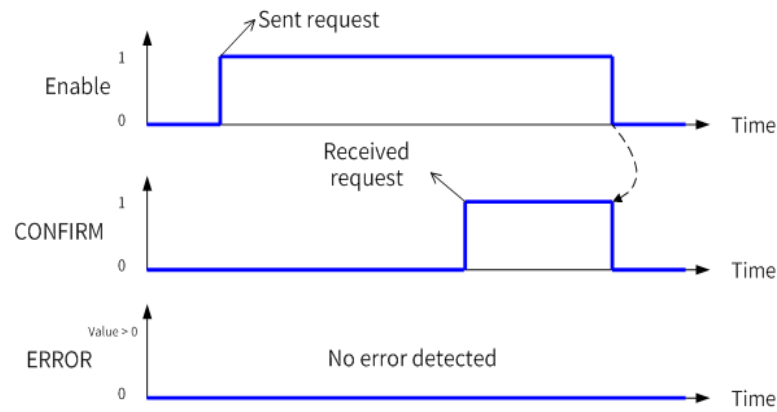 Sent request
1
Enable
0
Time
Received
request
1
CONFIRM
0
Time
Value > 0
ERROR
No error detected
0
Time